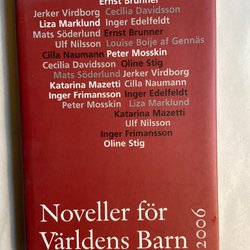 Ernst Brunner
Jerker Virdborg Cecilia Davidsson
Liza Marklund Inger Edelfeldt
Mats Söderlund Ernst Brunner
Ulf Nilsson Louise Boije af Gennäs
Cilla Naumann Peter Mosskin
Cecilia Davidsson Oline Stig
Mats Söderlund Jerker Virdborg
Katarina Mazetti Cilla Naumann
Inger Frimansson Inger Edelfeldt
Peter Mosskin Liza Marklund
Katarina Mazetti
Ulf Nilsson
Inger Frimansson
Oline Stig
Noveller för
Världens Barn
2006